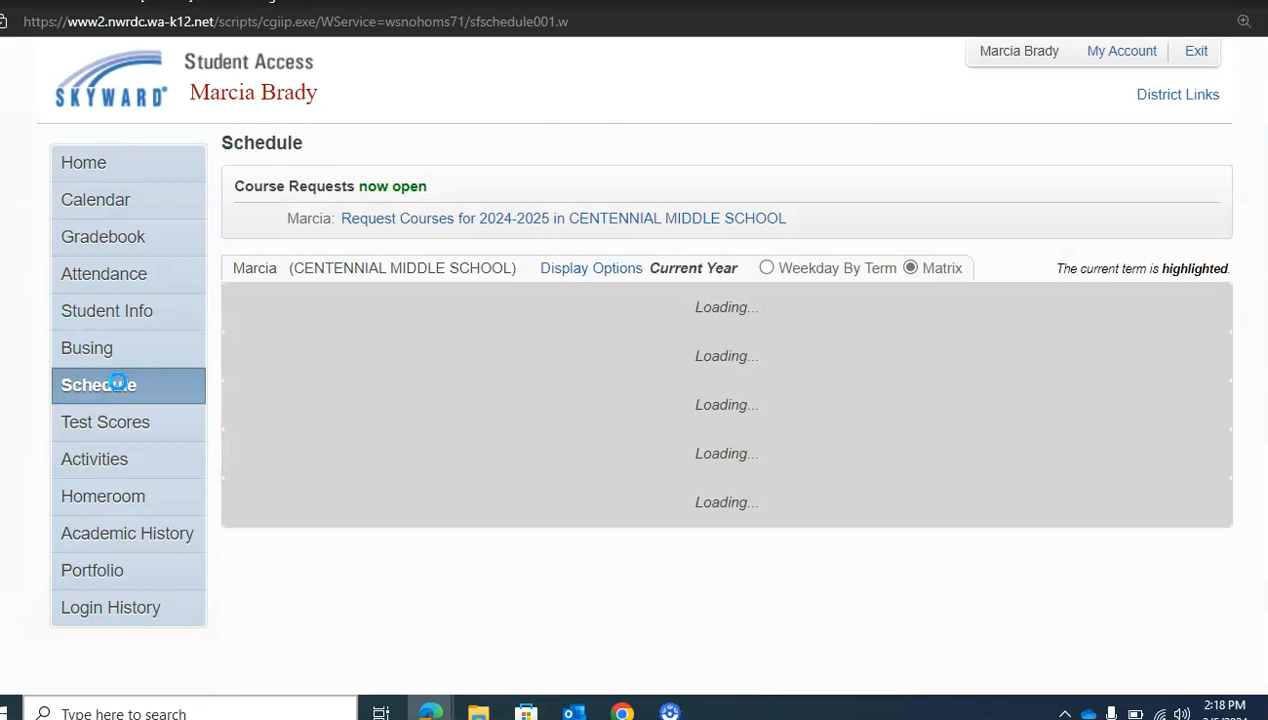 https://www2.nwrdc.wa-k12.net/scripts/cgiip.exe/WService=wsnohoms71/sfschedule001.w
SKYWARD®
Student Access
Marcia Brady
Marcia Brady My Account Exit
District Links
Home
Calendar
Gradebook
Attendance
Student Info
Busing
Schedule
Test Scores
Activities
Homeroom
Academic History
Portfolio
Login History
Schedule
Course Requests now open
Marcia: Request Courses for 2024-2025 in CENTENNIAL MIDDLE SCHOOL
Marcia (CENTENNIAL MIDDLE SCHOOL) Display Options Current Year Weekday By Term Matrix The current term is highlighted.
Loading...
Loading...
Loading...
Loading...
Loading...
Type here to search
2:18 PM